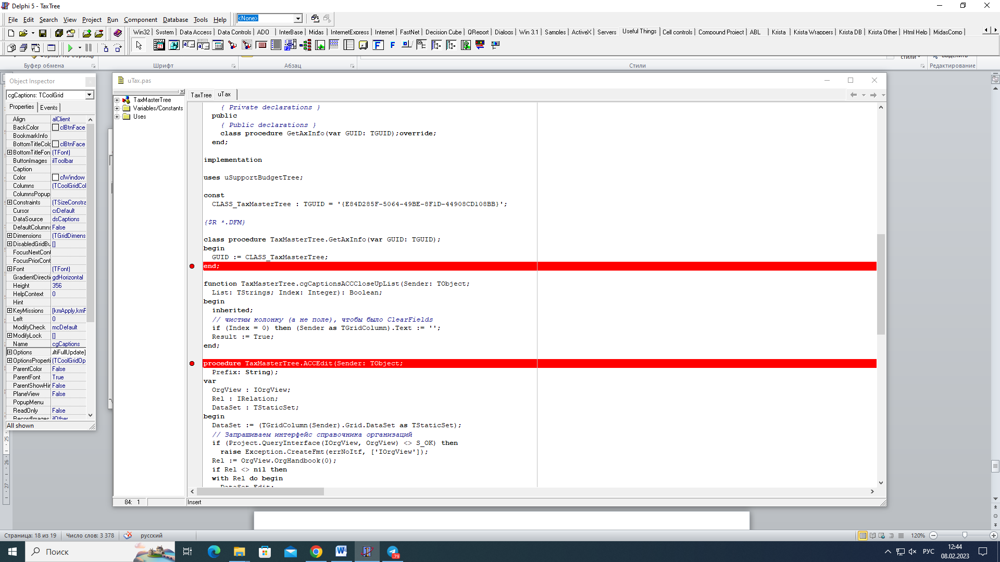 Delphi 5 - TaxTree
File Edit Search View Project Run Component Database Tools Help <None>
Win32 System Data Access Data Controls ADO InterBase Midas InternetExpress Internet FastNet Decision Cube QReport Dialogs Win 3.1 Samples ActiveX Servers Useful Things Cell controls Compound Project ABL Krista Krista Wrappers Krista DB Krista Other Html Help MidasComp
Буфер обмена Шрифт Абзац Стили Редактирование
Object Inspector
cgCaptions: TCoolGrid
Properties Events
Align alClient
BackColor clBtnFace
BookmarkInfo
BottomTitleColo clBtnFace
BottomTitleFon (TFont)
ButtonImages ilToolbar
Caption
Color clWindow
Columns (TCoolGridCol
ColumnsPopup
Constraints (TSizeConstra
Cursor crDefault
DataSource dsCaptions
DefaultColumns False
Dimensions (TGridDimens
DisabledGridBu []
FocusNextCont
FocusPriorCont
Font (TFont)
GradientDirecti gdHorizontal
Height 356
HelpContext 0
Hint
KeyMissions [kmApply,kmF
Left 0
ModifyCheck mcDefault
ModifyLock []
Name cgCaptions
Options ultiFullUpdate]
OptionsProperti (TCoolGridOp
ParentColor False
ParentFont True
ParentShowHin False
PlaneView False
PopupMenu
ReadOnly False
RecordImages ilOther
All shown
uTax.pas
TaxMasterTree
Variables/Constants
Uses
TaxTree uTax
{ Private declarations }
public
{ Public declarations }
class procedure GetAxInfo(var GUID: TGUID);override;
end;
implementation
uses uSupportBudgetTree;
const
CLASS_TaxMasterTree : TGUID = '{E84D285F-5064-49BE-8F1D-44908CD108BB}';
{$R *.DFM}
class procedure TaxMasterTree.GetAxInfo(var GUID: TGUID);
begin
GUID := CLASS_TaxMasterTree;
end;
function TaxMasterTree.cgCaptionsACCCloseUpList(Sender: TObject;
List: TStrings; Index: Integer): Boolean;
begin
inherited;
// чистим колонку (а не поле), чтобы было ClearFields
if (Index = 0) then (Sender as TGridColumn).Text := '';
Result := True;
end;
procedure TaxMasterTree.ACCEdit(Sender: TObject;
Prefix: String);
var
OrgView : IOrgView;
Rel : IRelation;
DataSet : TStaticSet;
begin
DataSet := (TGridColumn(Sender).Grid.DataSet as TStaticSet);
// Запрашиваем интерфейс справочника организаций
if (Project.QueryInterface(IOrgView, OrgView) <> S_OK) then
raise Exception.CreateFmt(errNoItf, ['IOrgView']);
Rel := OrgView.OrgHandbook(0);
if Rel <> nil then
with Rel do begin
DataSet.Edit;
84: 1 Insert
25
26
27
Страница: 18 из 19 Число слов: 3 378 русский 120%
Поиск
79
РУС
12:44
08.02.2023